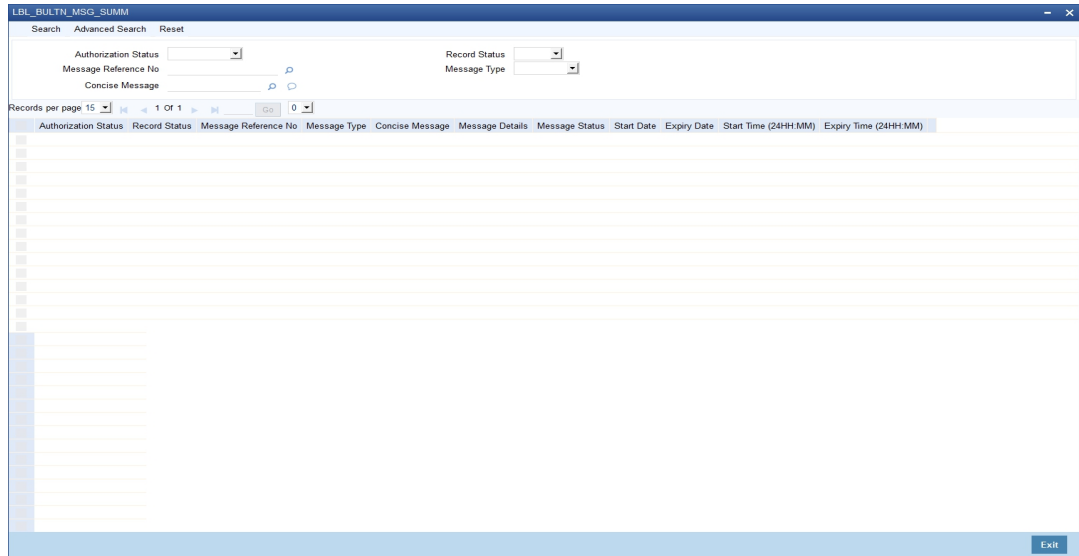 LBL_BULTN_MSG_SUMM
Search Advanced Search Reset
Authorization Status Record Status
Message Reference No Message Type
Concise Message
Records per page 15 1 Of 1 Go 0
Authorization Status Record Status Message Reference No Message Type Concise Message Message Details Message Status Start Date Expiry Date Start Time (24HH:MM) Expiry Time (24HH:MM)
Exit